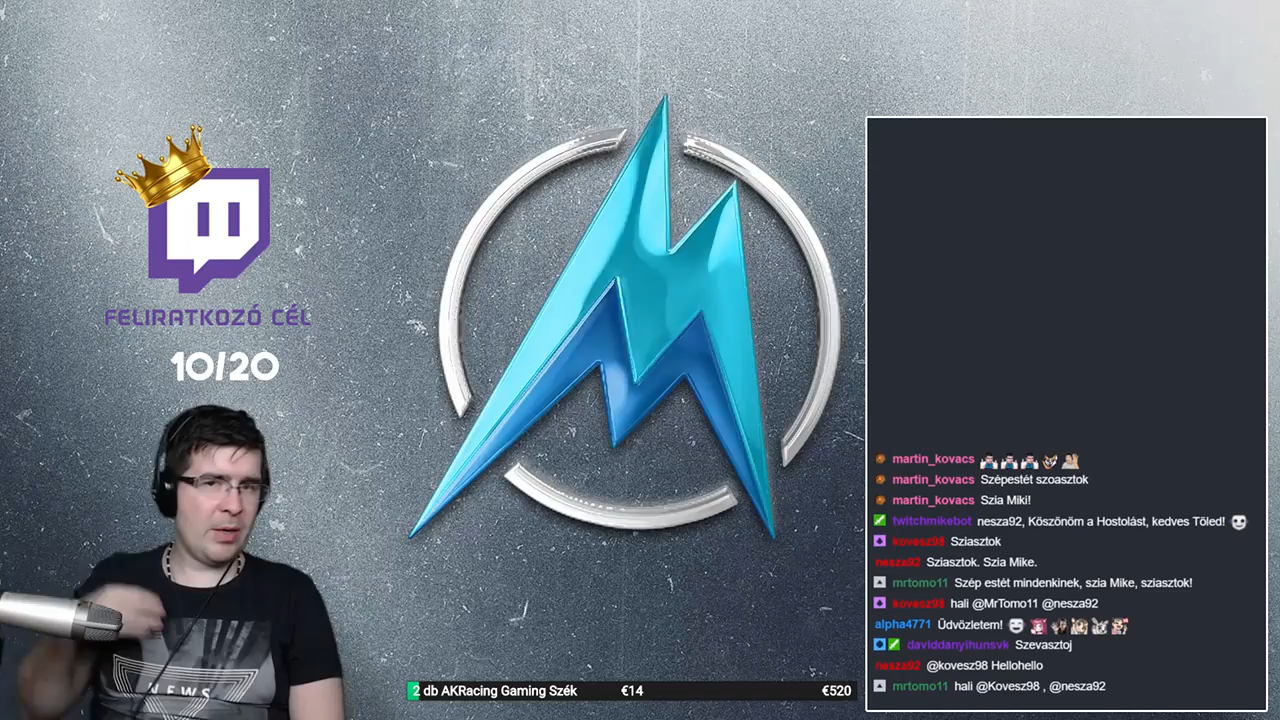 FELIRATKOZÓ CÉL
10/20
NEWS
2 db AKRacing Gaming Szék €14 €520
martin_kovacs
martin_kovacs Szépestét szoasztok
martin_kovacs Szia Miki!
twitchmikebot nesza92, Köszönöm a Hostolást, kedves Tőled!
kovesz98 Sziasztok
nesza92 Sziasztok. Szia Mike.
mrtomo11 Szép estét mindenkinek, szia Mike, sziasztok!
kovesz98 hali @MrTomo11 @nesza92
alpha4771 Üdvözletem!
daviddanyihunsvk Szevasztoj
nesza92 @kovesz98 Hellohello
mrtomo11 hali @Kovesz98 , @nesza92